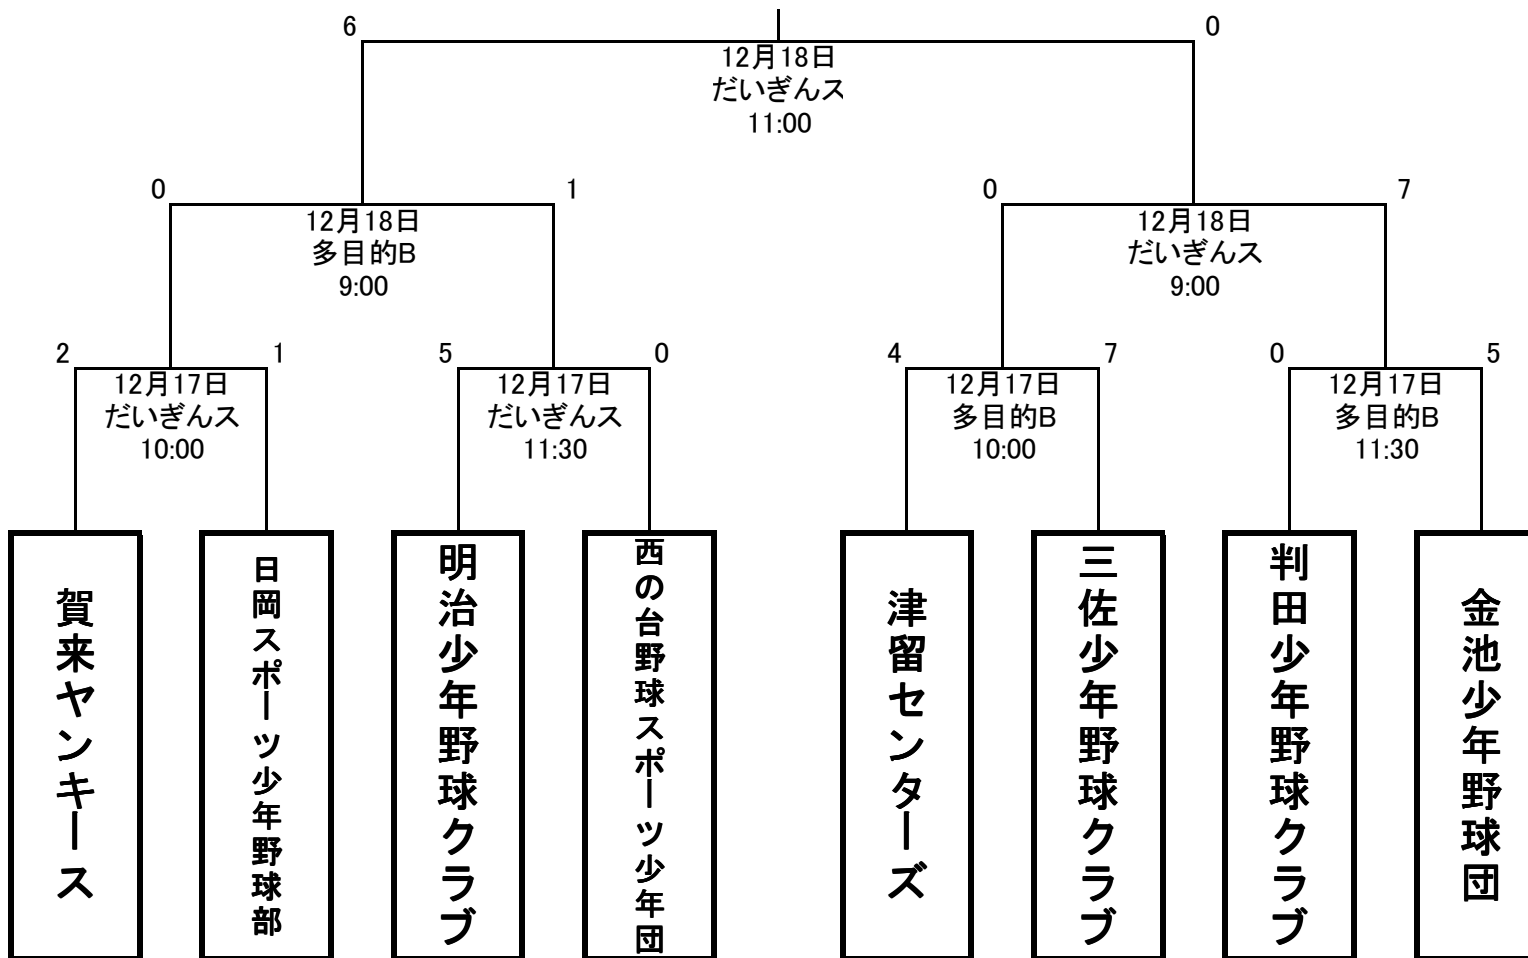 6
0
12月18日
だいぎんス
11:00
0
1
0
7
12月18日
多目的B
9:00
12月18日
だいぎんス
9:00
2
1
5
0
4
7
0
5
12月17日
だいぎんス
10:00
12月17日
だいぎんス
11:30
12月17日
多目的B
10:00
12月17日
多目的B
11:30
賀来ヤンキース
日岡スポーツ少年野球部
明治少年野球クラブ
西の台野球スポーツ少年団
津留センターズ
三佐少年野球クラブ
判田少年野球クラブ
金池少年野球団